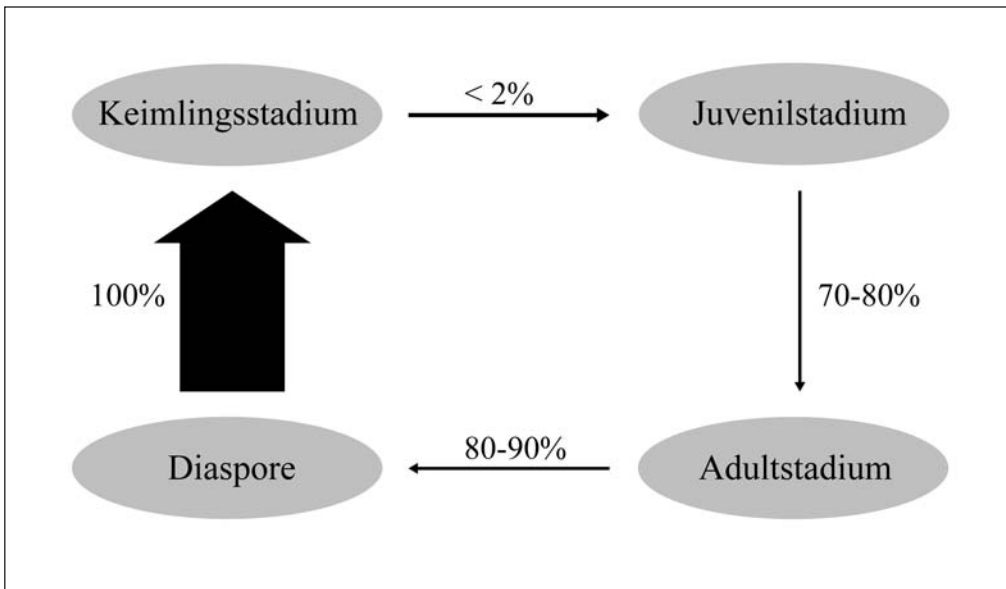 Keimlingsstadium
< 2%
Juvenilstadium
100%
70-80%
Diaspore
80-90%
Adultstadium